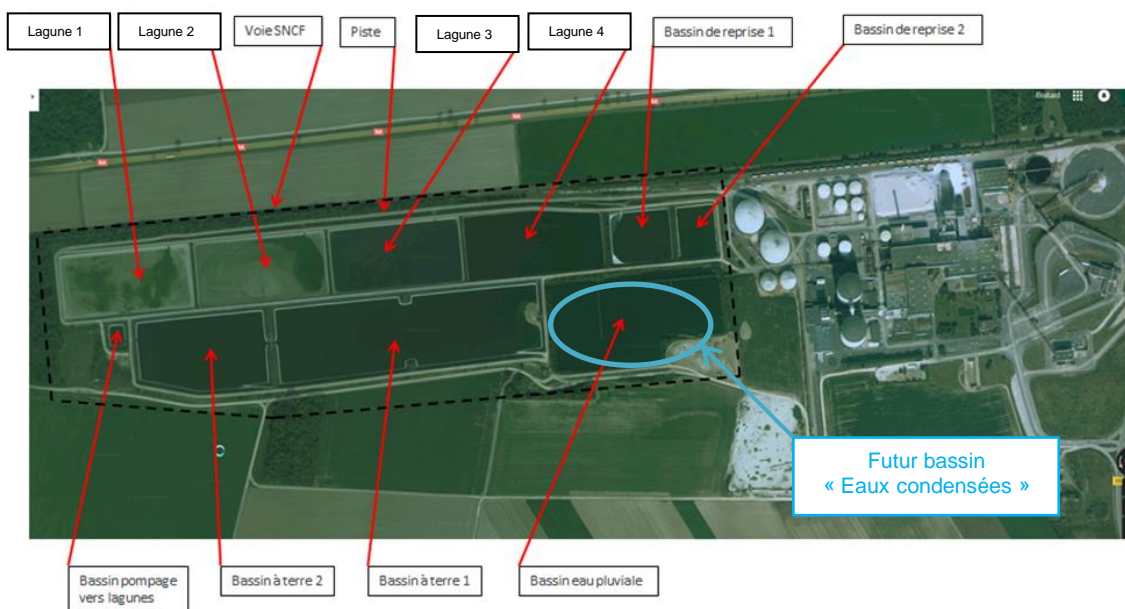 Lagune 1
Lagune 2
Voie SNCF
Piste
Lagune 3
Lagune 4
Bassin de reprise 1
Bassin de reprise 2
Futur bassin
« Eaux condensées »
Bassin pompage
vers lagunes
Bassin à terre 2
Bassin à terre 1
Bassin eau pluviale